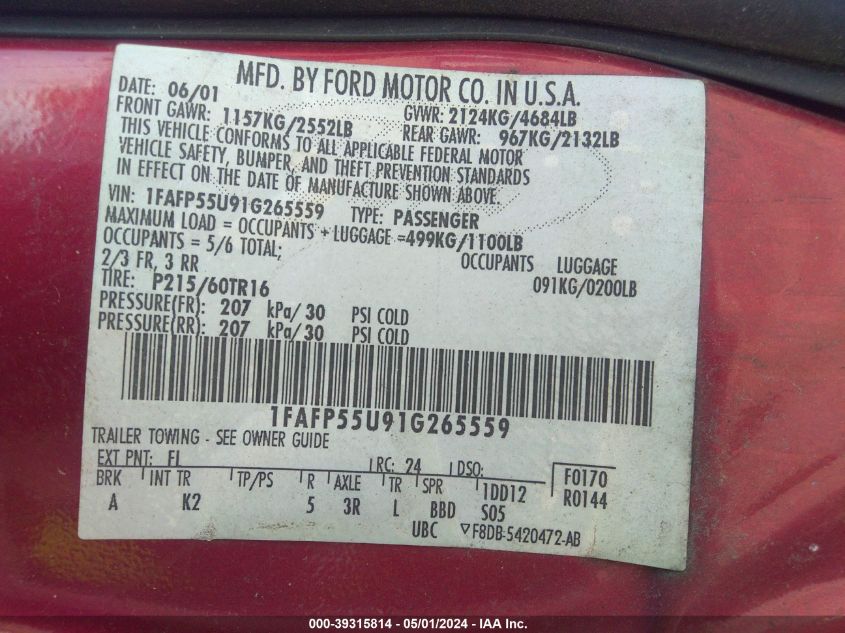 MFD. BY FORD MOTOR CO. IN U.S.A.
DATE: 06/01 GVWR: 2124KG/4684LB
FRONT GAWR: 1157KG/2552LB REAR GAWR: 967KG/2132LB
THIS VEHICLE CONFORMS TO ALL APPLICABLE FEDERAL MOTOR
VEHICLE SAFETY, BUMPER, AND THEFT PREVENTION STANDARDS
IN EFFECT ON THE DATE OF MANUFACTURE SHOWN ABOVE.
VIN: 1FAFP55U91G265559 TYPE: PASSENGER
MAXIMUM LOAD = OCCUPANTS + LUGGAGE =499KG/1100LB
OCCUPANTS = 5/6 TOTAL; OCCUPANTS LUGGAGE
2/3 FR, 3 RR 091KG/0200LB
TIRE: P215/60TR16
PRESSURE(FR): 207 kPa/30 PSI COLD
PRESSURE(RR): 207 kPa/30 PSI COLD
1FAFP55U91G265559
TRAILER TOWING - SEE OWNER GUIDE
EXT PNT: FL RC: 24 DSO: F0170
BRK INT TR TP/PS R AXLE TR SPR 1DD12 R0144
A K2 5 3R L BBD S05
UBC ▽F8DB-5420472-AB
000-39315814 - 05/01/2024 - IAA Inc.